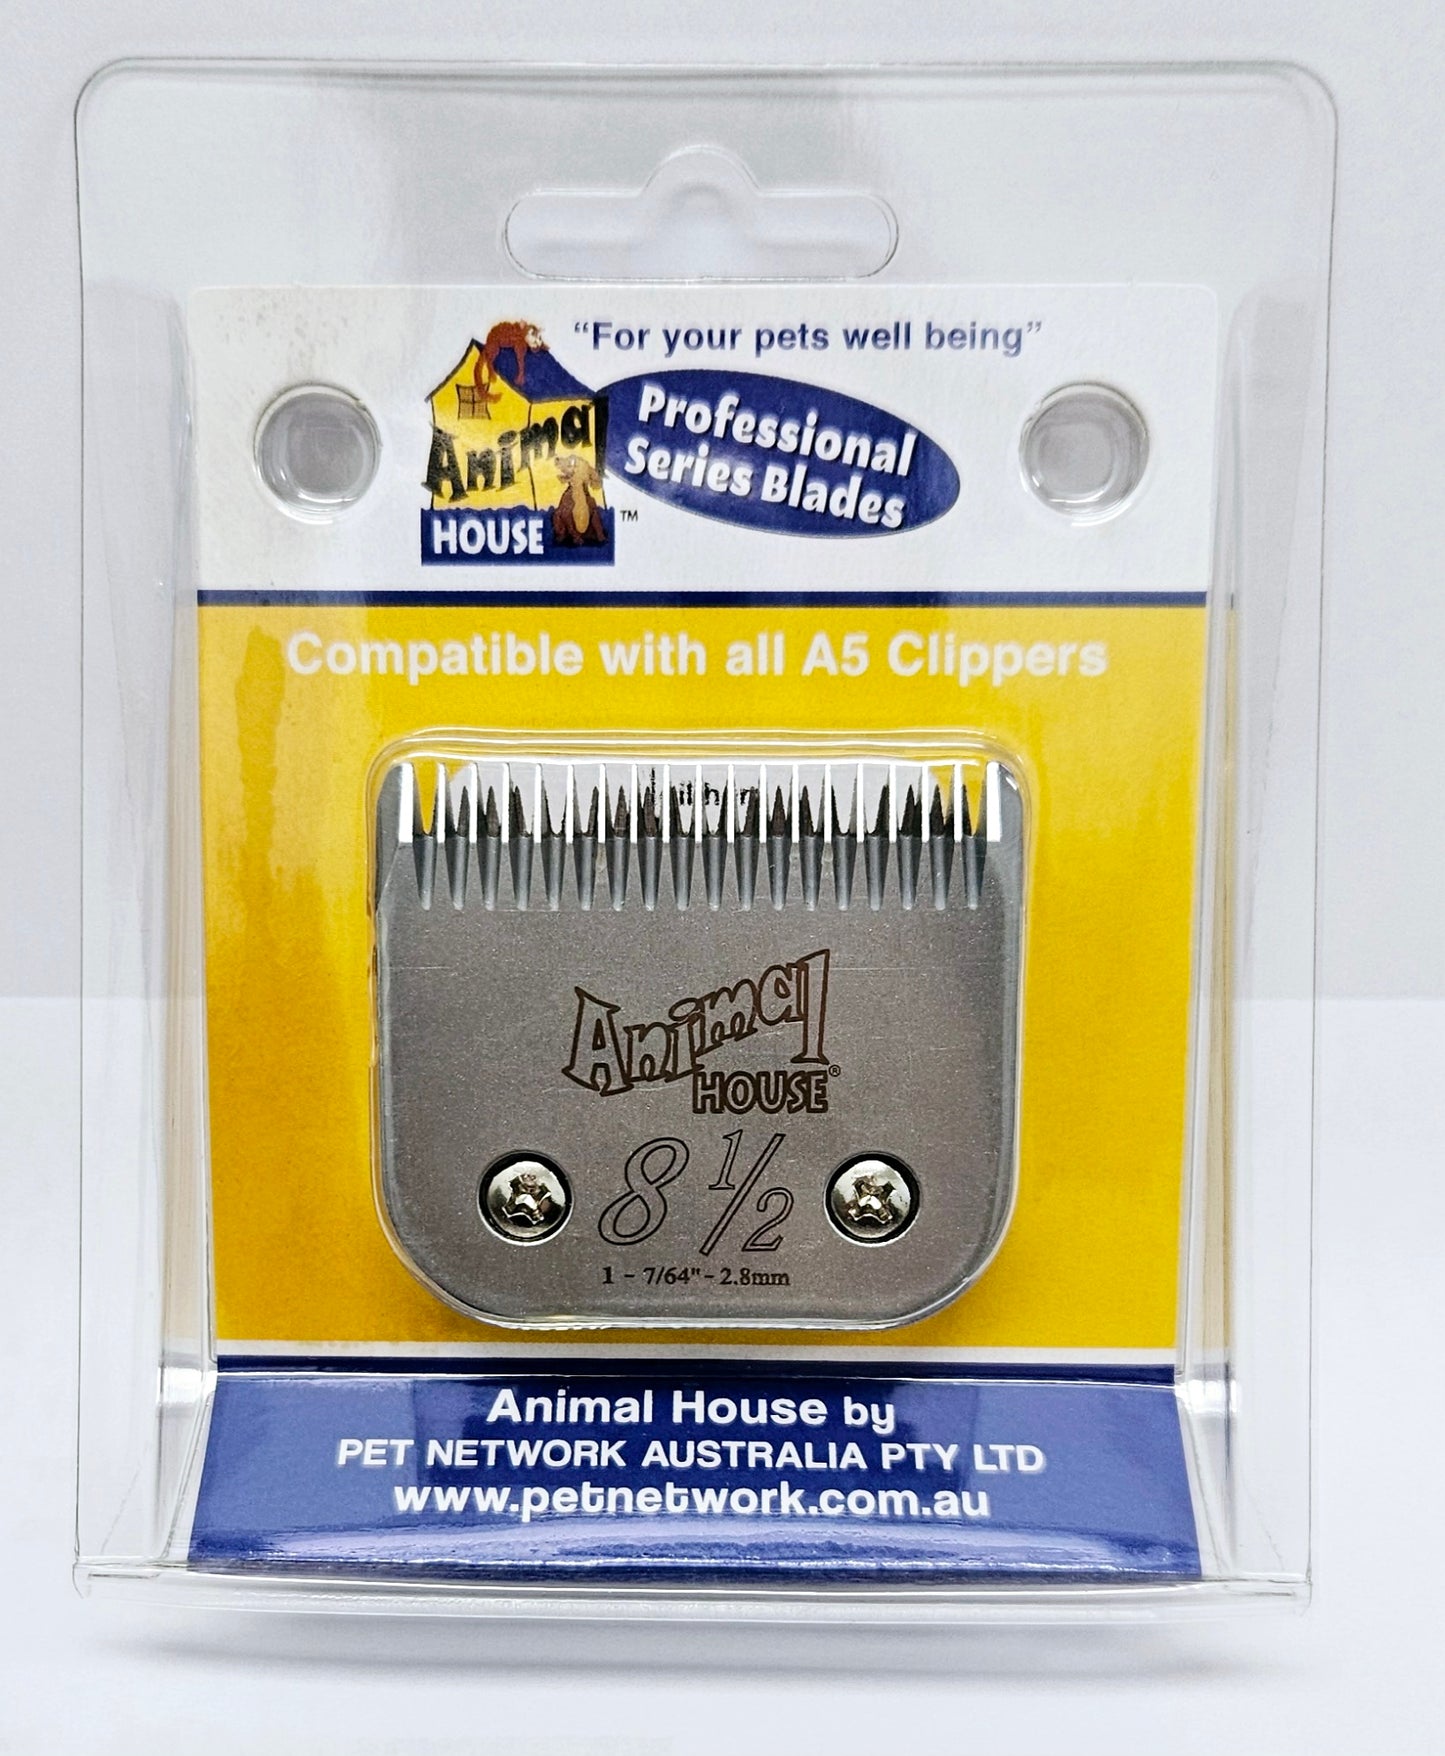 “For your pets well being”
Animal
HOUSE
™
Professional
Series Blades
Compatible with all A5 Clippers
Animal
HOUSE®
8 1/2
1 - 7/64" - 2.8mm
Animal House by
PET NETWORK AUSTRALIA PTY LTD
www.petnetwork.com.au